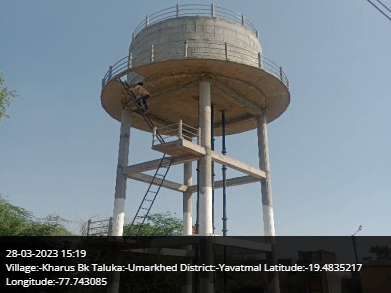 28-03-2023 15:19
Village:-Kharus Bk Taluka:-Umarkhed District:-Yavatmal Latitude:-19.4835217
Longitude:-77.743085